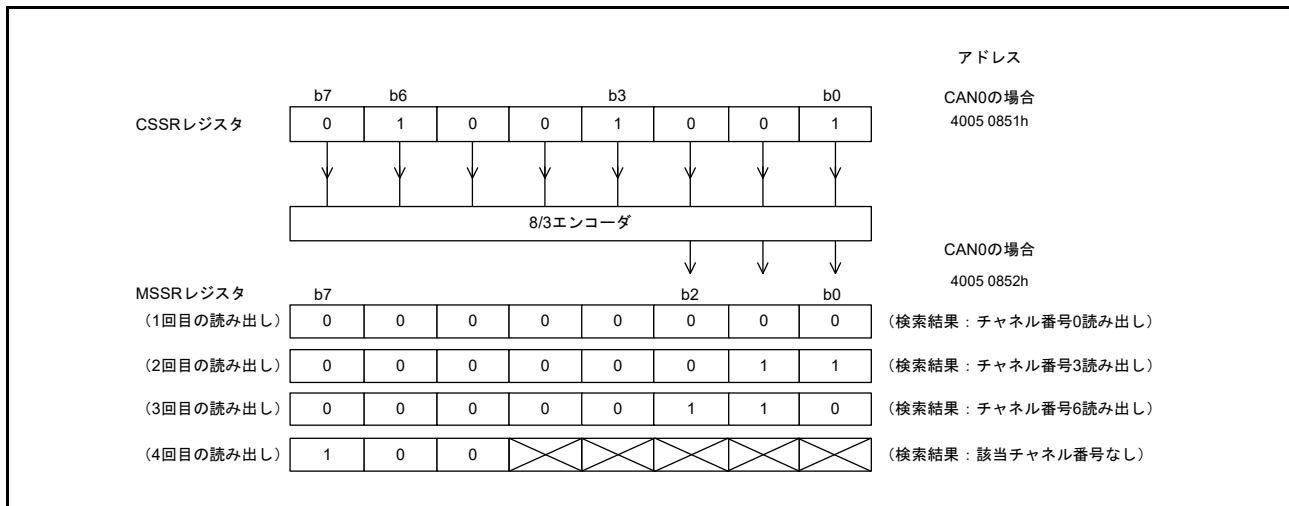 アドレス
b7 b6 b3 b0 CAN0の場合
CSSRレジスタ 0 1 0 0 1 0 0 1 4005 0851h
8/3エンコーダ
CAN0の場合
4005 0852h
MSSRレジスタ b7 b2 b0
（1回目の読み出し） 0 0 0 0 0 0 0 0 （検索結果：チャネル番号0読み出し）
（2回目の読み出し） 0 0 0 0 0 0 1 1 （検索結果：チャネル番号3読み出し）
（3回目の読み出し） 0 0 0 0 0 1 1 0 （検索結果：チャネル番号6読み出し）
（4回目の読み出し） 1 0 0 （検索結果：該当チャネル番号なし）